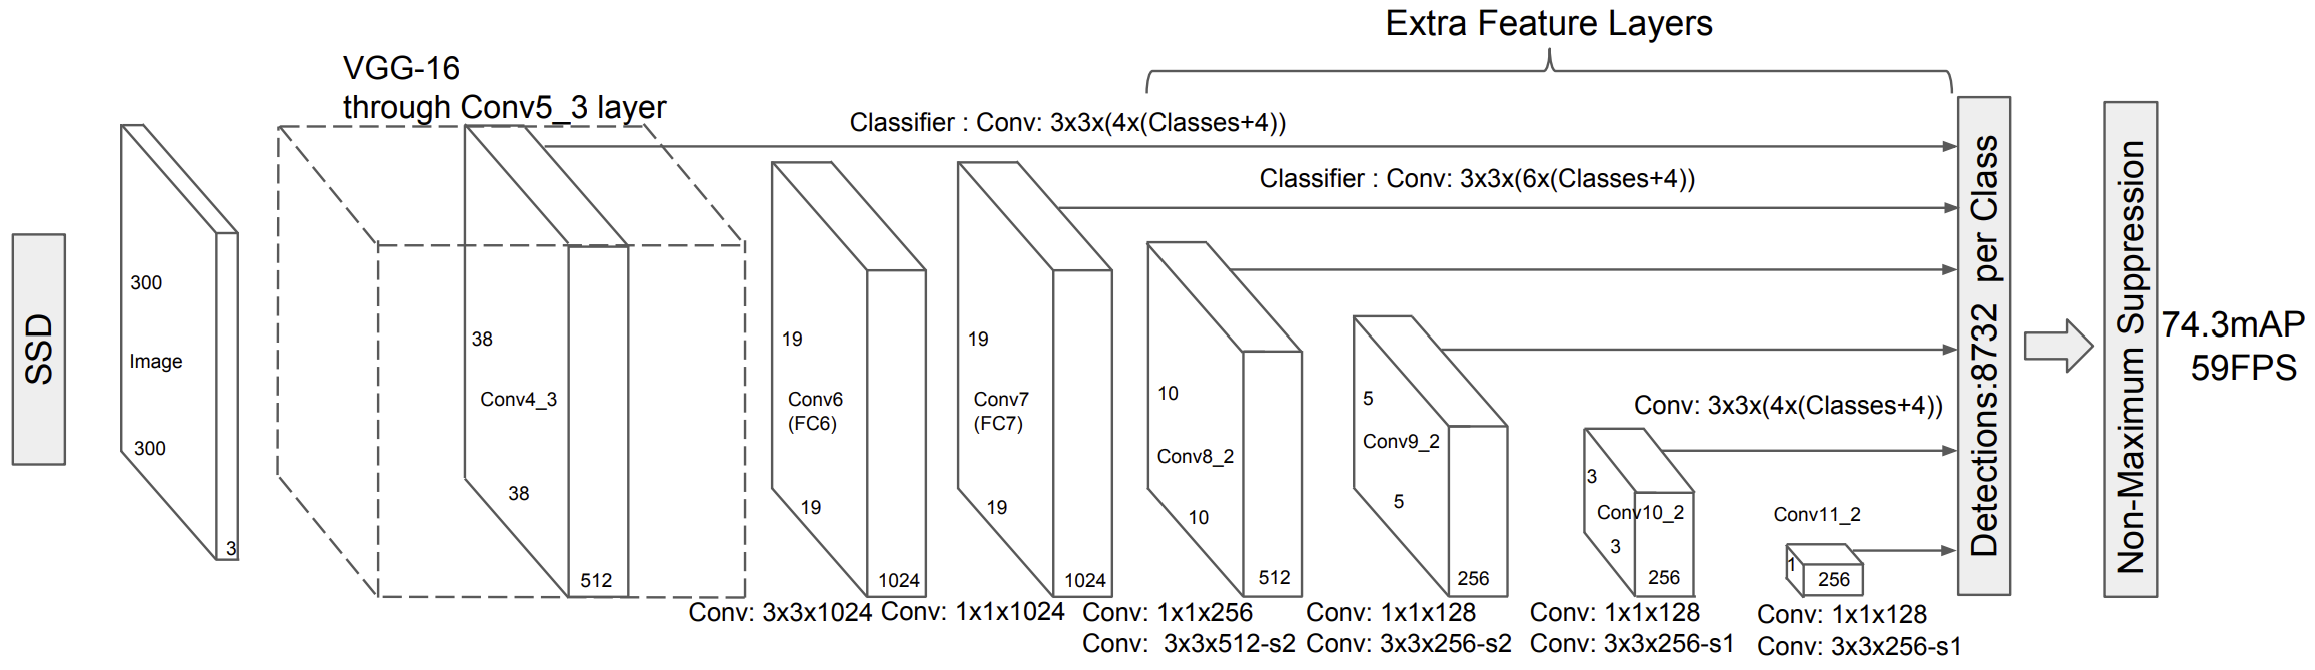 Extra Feature Layers
VGG-16
through Conv5_3 layer
Classifier : Conv: 3x3x(4x(Classes+4))
Classifier : Conv: 3x3x(6x(Classes+4))
SSD
300
Image
300
3
38
Conv4_3
38
512
19
Conv6
(FC6)
19
1024
19
Conv7
(FC7)
19
1024
10
Conv8_2
10
512
5
Conv9_2
5
256
Conv: 3x3x(4x(Classes+4))
3
Conv10_2
3
256
Conv11_2
1
256
Detections:8732 per Class
Non-Maximum Suppression
74.3mAP
59FPS
Conv: 3x3x1024
Conv: 1x1x1024
Conv: 1x1x256
Conv: 3x3x512-s2
Conv: 1x1x128
Conv: 3x3x256-s2
Conv: 1x1x128
Conv: 3x3x256-s1
Conv: 1x1x128
Conv: 3x3x256-s1